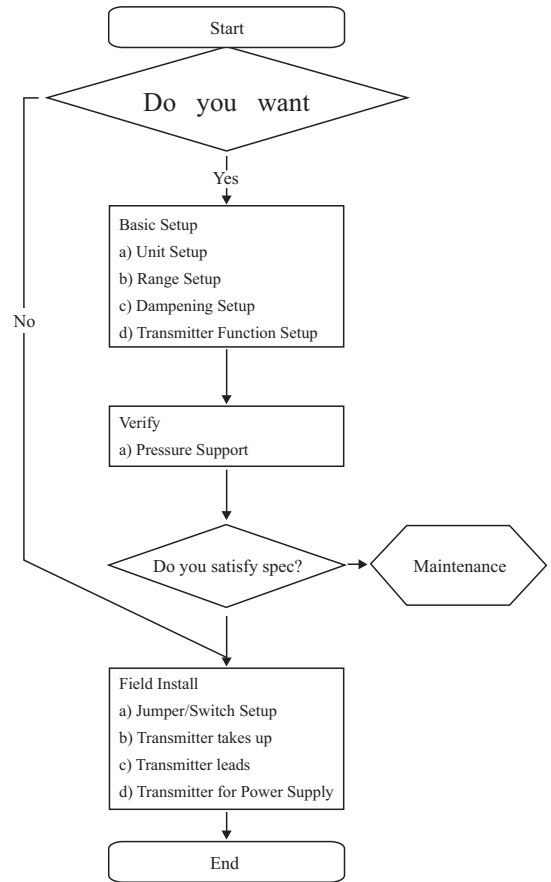 Start
Do you want
Yes
Basic Setup
a) Unit Setup
b) Range Setup
c) Dampening Setup
d) Transmitter Function Setup
No
Verify
a) Pressure Support
Do you satisfy spec?
Maintenance
Field Install
a) Jumper/Switch Setup
b) Transmitter takes up
c) Transmitter leads
d) Transmitter for Power Supply
End